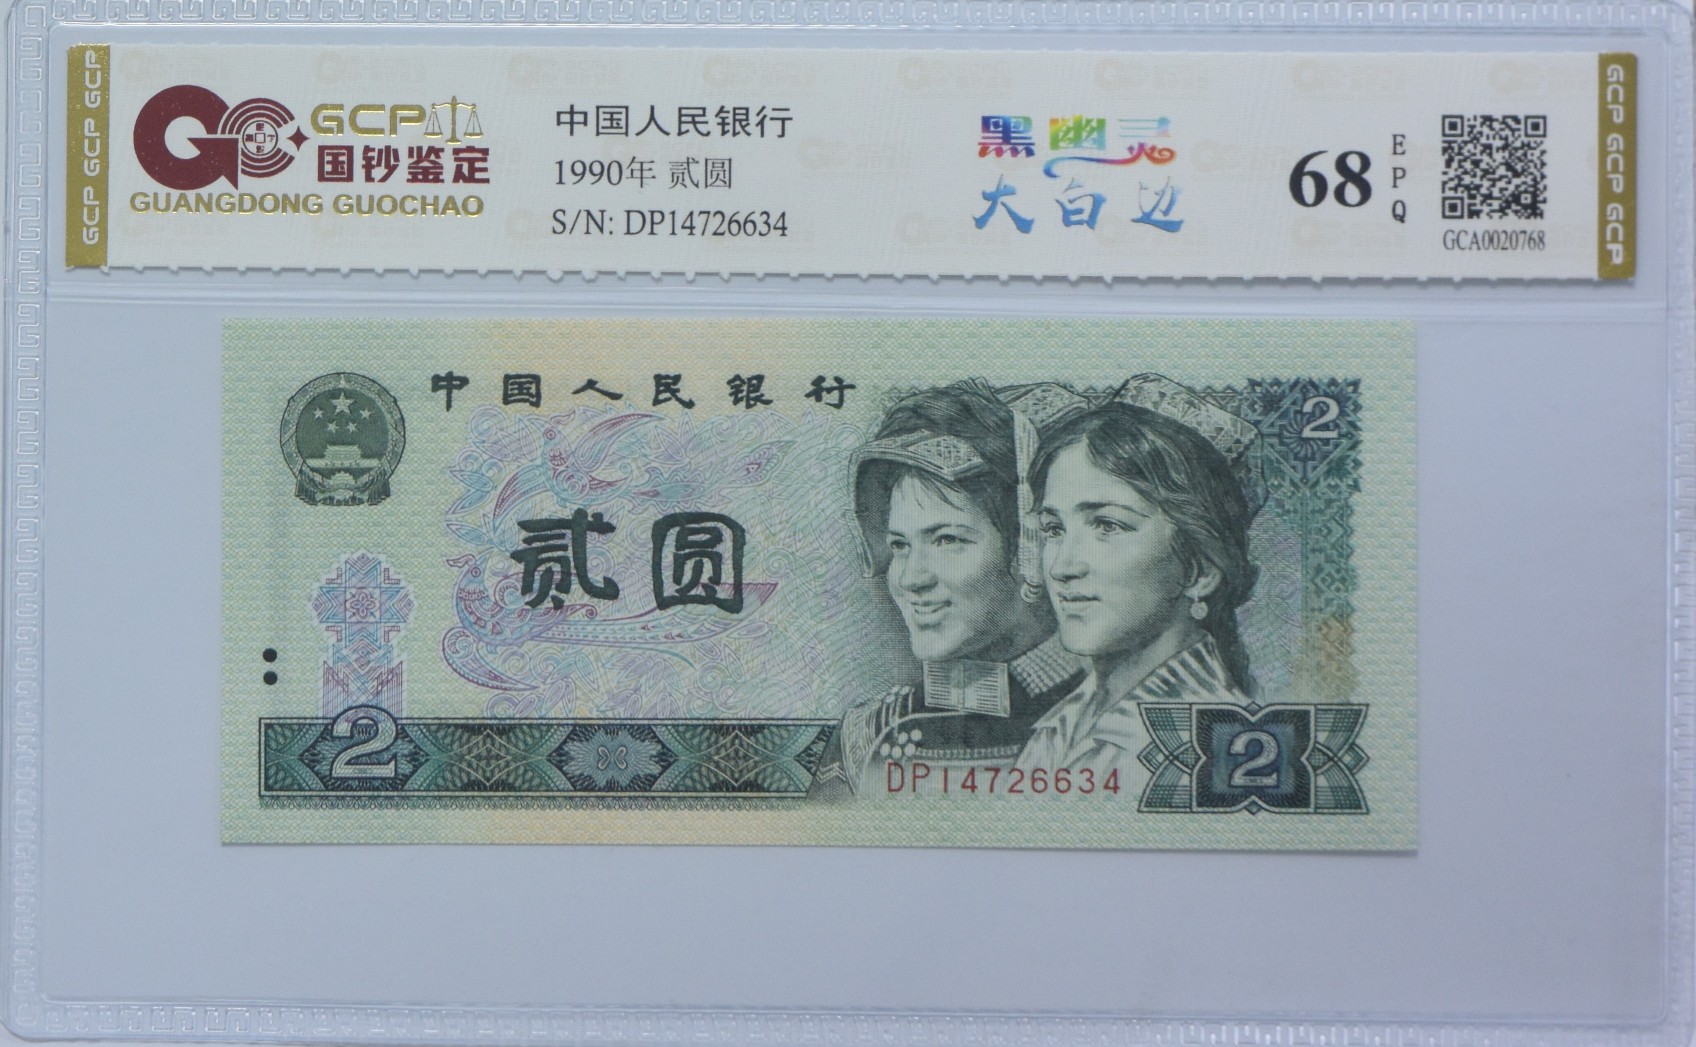 GCP GCP GCP
GCP
国钞鉴定
GUANGDONG GUOCHAO
中国人民银行
1990年 贰圆
S/N: DP14726634
黑幽灵
大白边
68
EPQ
GCA0020768
GCP GCP GCP
中国人民银行
2
贰圆
2
DP14726634
2